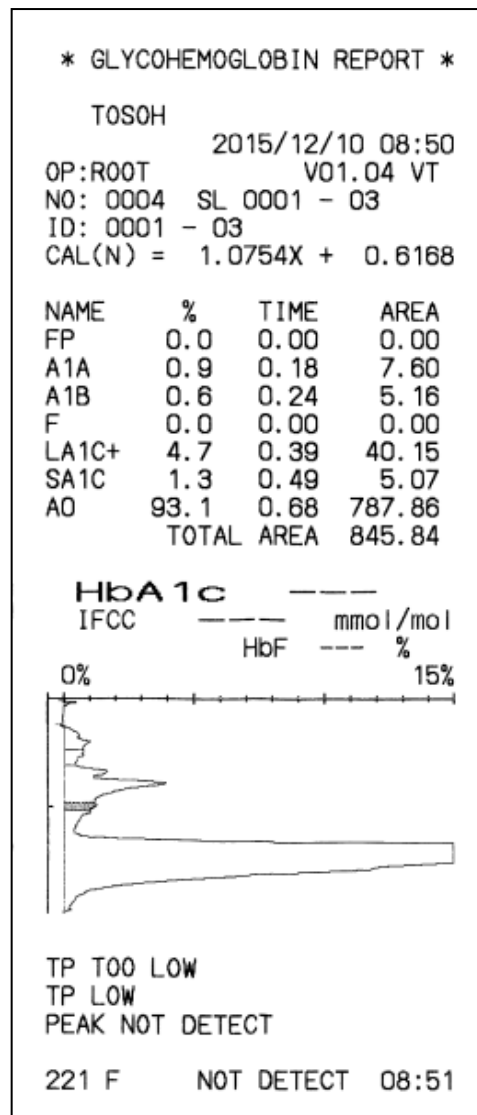 * GLYCOHEMOGLOBIN REPORT *
TOSOH
2015/12/10 08:50
OP:ROOT V01.04 VT
NO: 0004 SL 0001 - 03
ID: 0001 - 03
CAL(N) = 1.0754X + 0.6168
NAME % TIME AREA
FP 0.0 0.00 0.00
A1A 0.9 0.18 7.60
A1B 0.6 0.24 5.16
F 0.0 0.00 0.00
LA1C+ 4.7 0.39 40.15
SA1C 1.3 0.49 5.07
A0 93.1 0.68 787.86
TOTAL AREA 845.84
HbA1c ---
IFCC ---- mmol/mol
HbF --- %
0% 15%
TP TOO LOW
TP LOW
PEAK NOT DETECT
221 F NOT DETECT 08:51